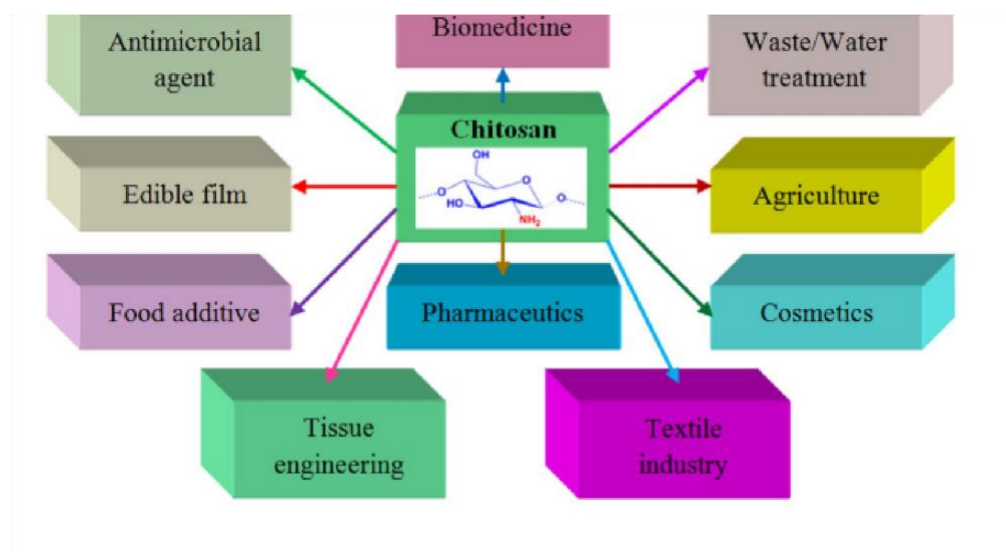 Antimicrobial
agent
Biomedicine
Waste/Water
treatment
Chitosan
OH
O
O
HO
NH2
O
Edible film
Agriculture
Food additive
Pharmaceutics
Cosmetics
Tissue
engineering
Textile
industry